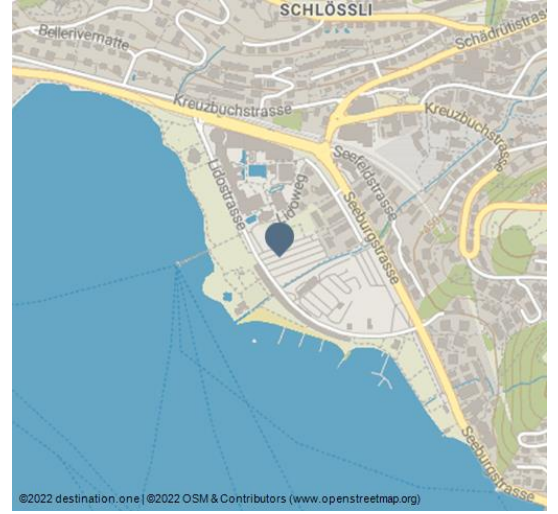 SCHLÖSSLI
Bellerivematte
Schädrütistrasse
Kreuzbuchstrasse
Kreuzbuchstrasse
Lidostrasse
Seefeldstrasse
Seeburgstrasse
Seeburgstrasse
©2022 destination.one | ©2022 OSM & Contributors (www.openstreetmap.org)